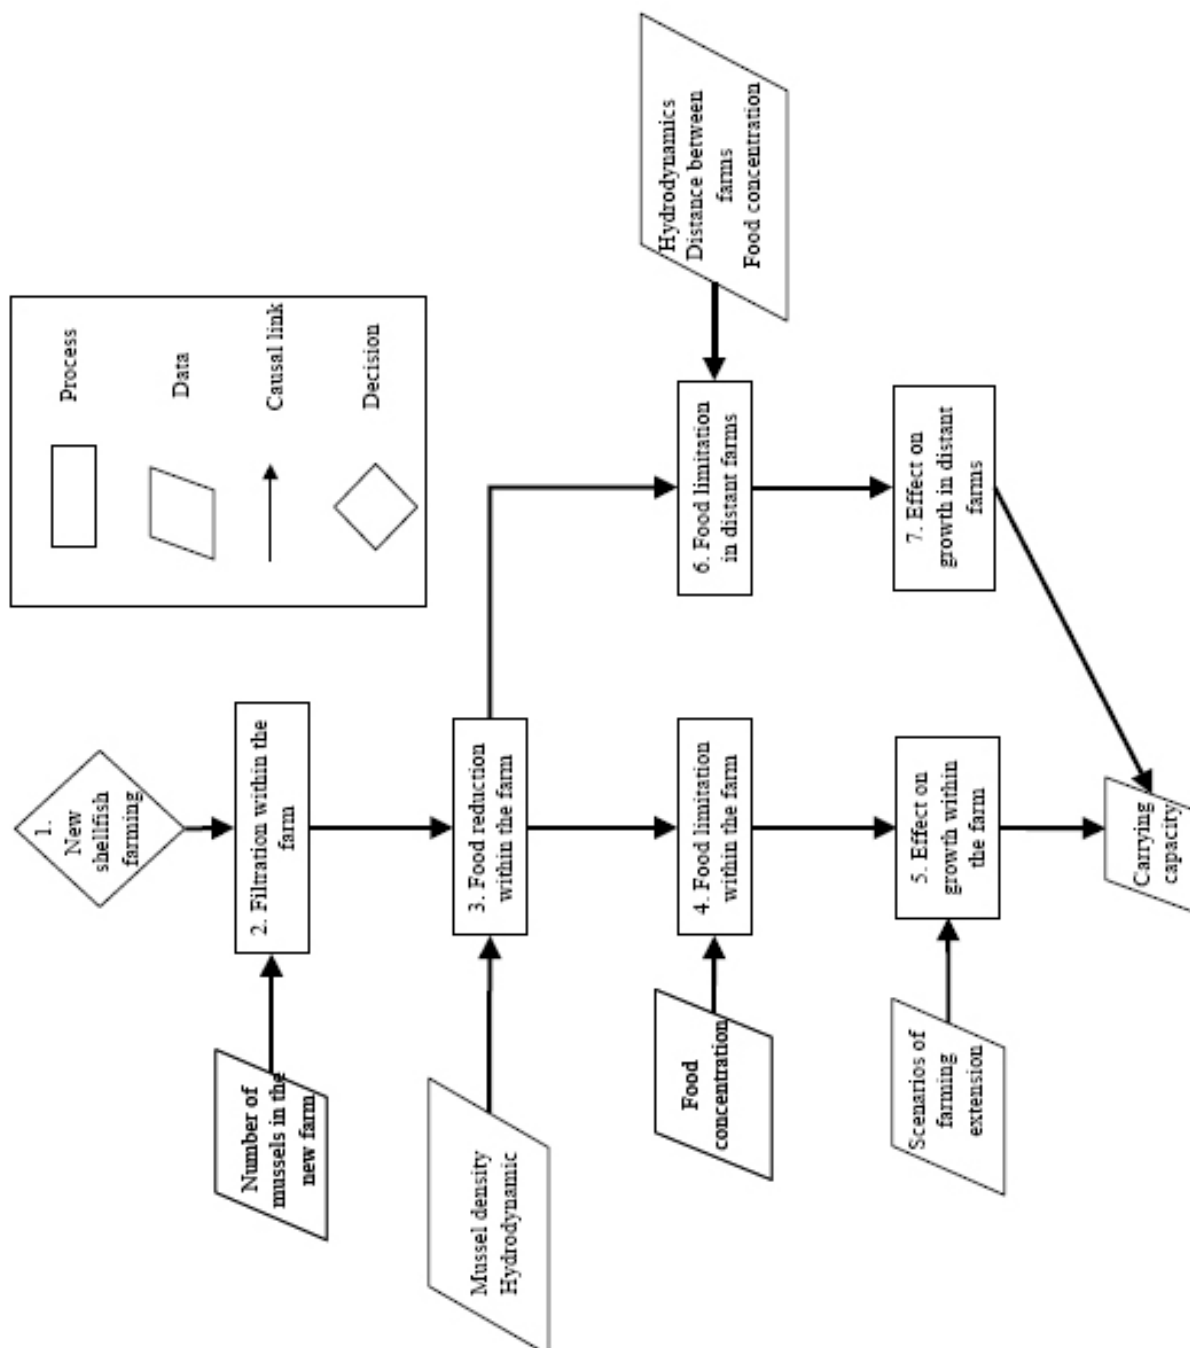 Process
Data
Causal link
Decision
1.
New
shellfish
farming
2. Filtration within the
farm
Number of
mussels in the
new farm
3. Food reduction
within the farm
Mussel density
Hydrodynamic
4. Food limitation
within the farm
Food
concentration
5. Effect on
growth within
the farm
Scenarios of
farming
extension
6. Food limitation
in distant farms
Hydrodynamics
Distance between
farms
Food concentration
7. Effect on
growth in distant
farms
Carrying
capacity